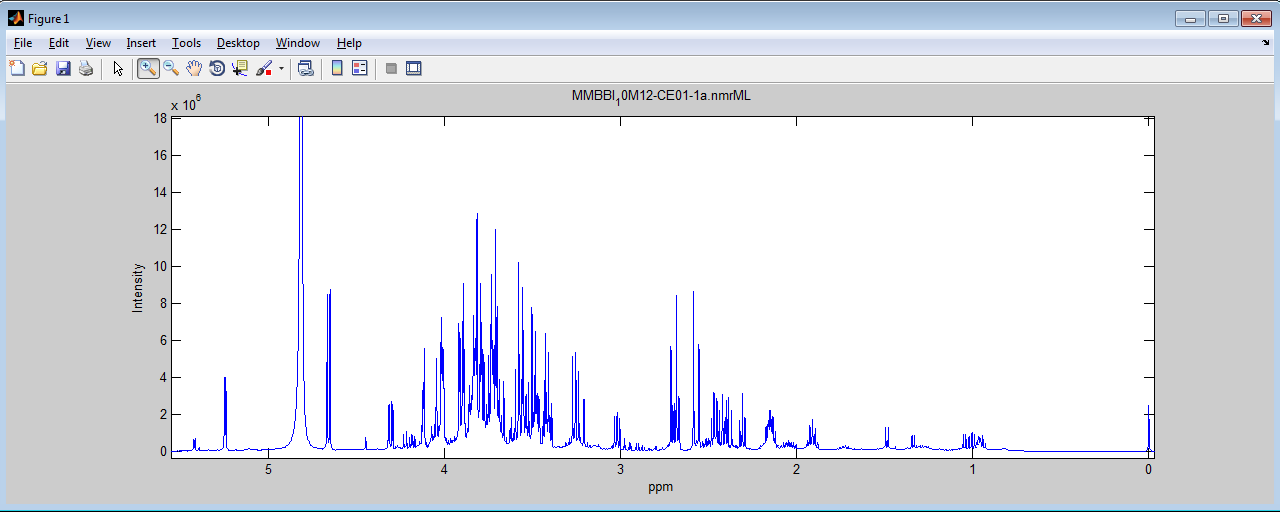 Figure 1
File Edit View Insert Tools Desktop Window Help
MMBBI10M12-CE01-1a.nmrML
x 10^6
18
16
14
12
10
8
6
4
2
0
Intensity
5 4 3 2 1 0
ppm